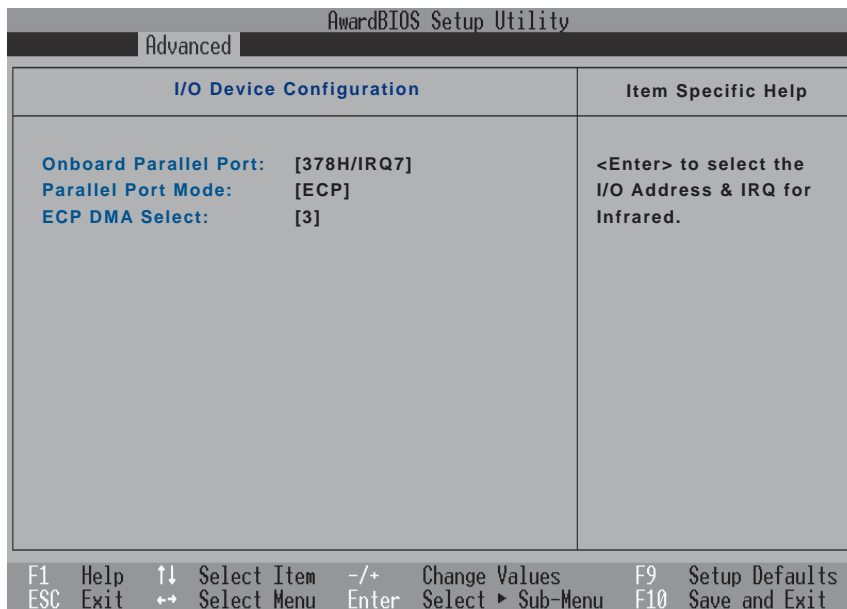 AwardBIOS Setup Utility
Advanced
I/O Device Configuration
Item Specific Help
Onboard Parallel Port: [378H/IRQ7]
Parallel Port Mode: [ECP]
ECP DMA Select: [3]
<Enter> to select the
I/O Address & IRQ for
Infrared.
F1 Help ↑↓ Select Item -/+ Change Values F9 Setup Defaults
ESC Exit ←→ Select Menu Enter Select ▶ Sub-Menu F10 Save and Exit